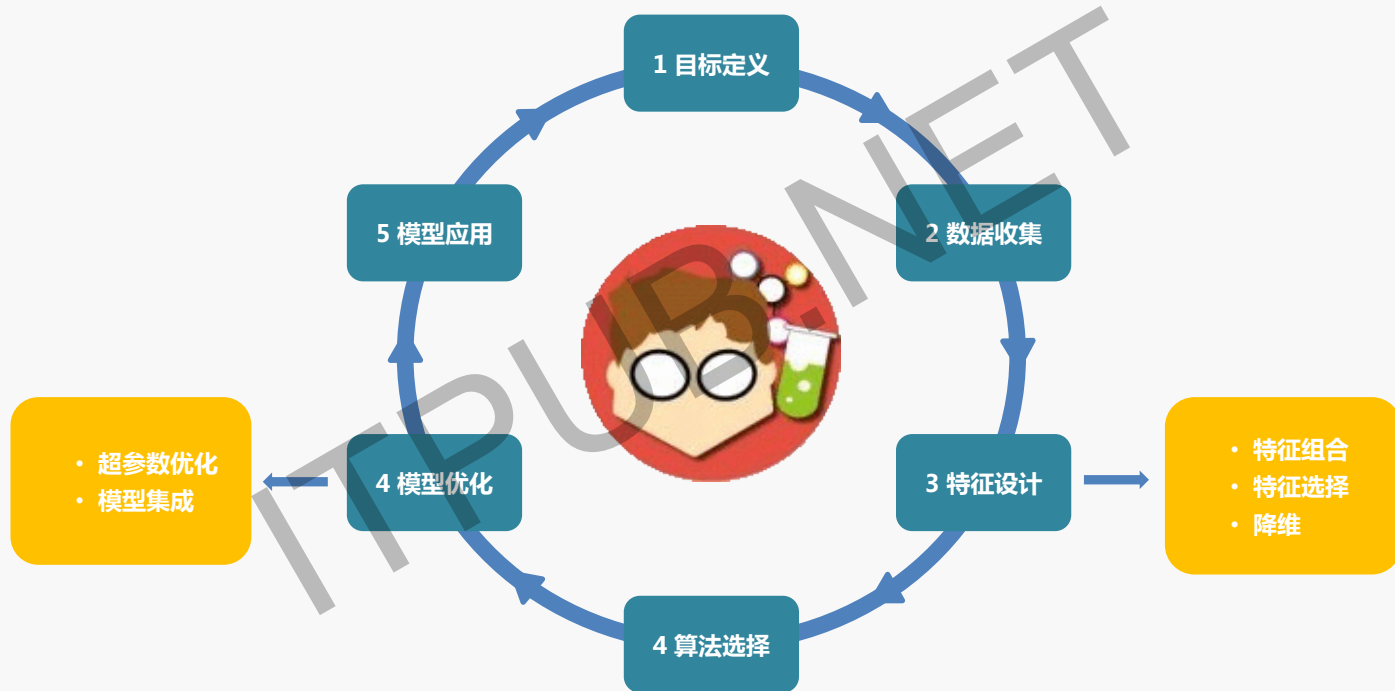 1 目标定义
2 数据收集
3 特征设计
• 特征组合
• 特征选择
• 降维
4 算法选择
4 模型优化
• 超参数优化
• 模型集成
5 模型应用
ITPUB.NET